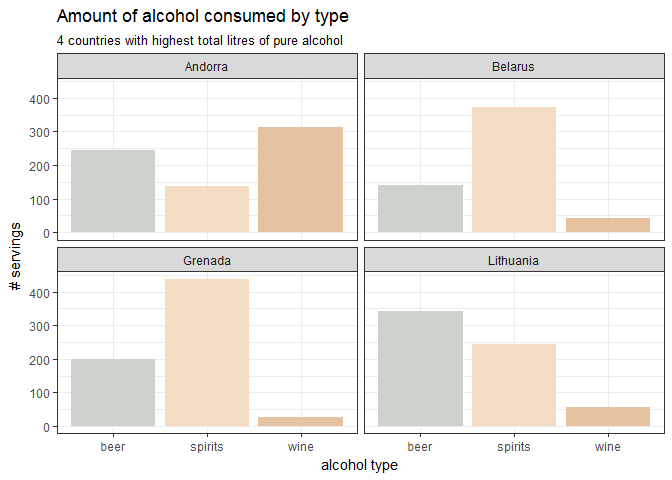 Amount of alcohol consumed by type
4 countries with highest total litres of pure alcohol
Andorra
Belarus
400
300
200
100
0
# servings
Grenada
Lithuania
400
300
200
100
0
beer
spirits
wine
beer
spirits
wine
alcohol type